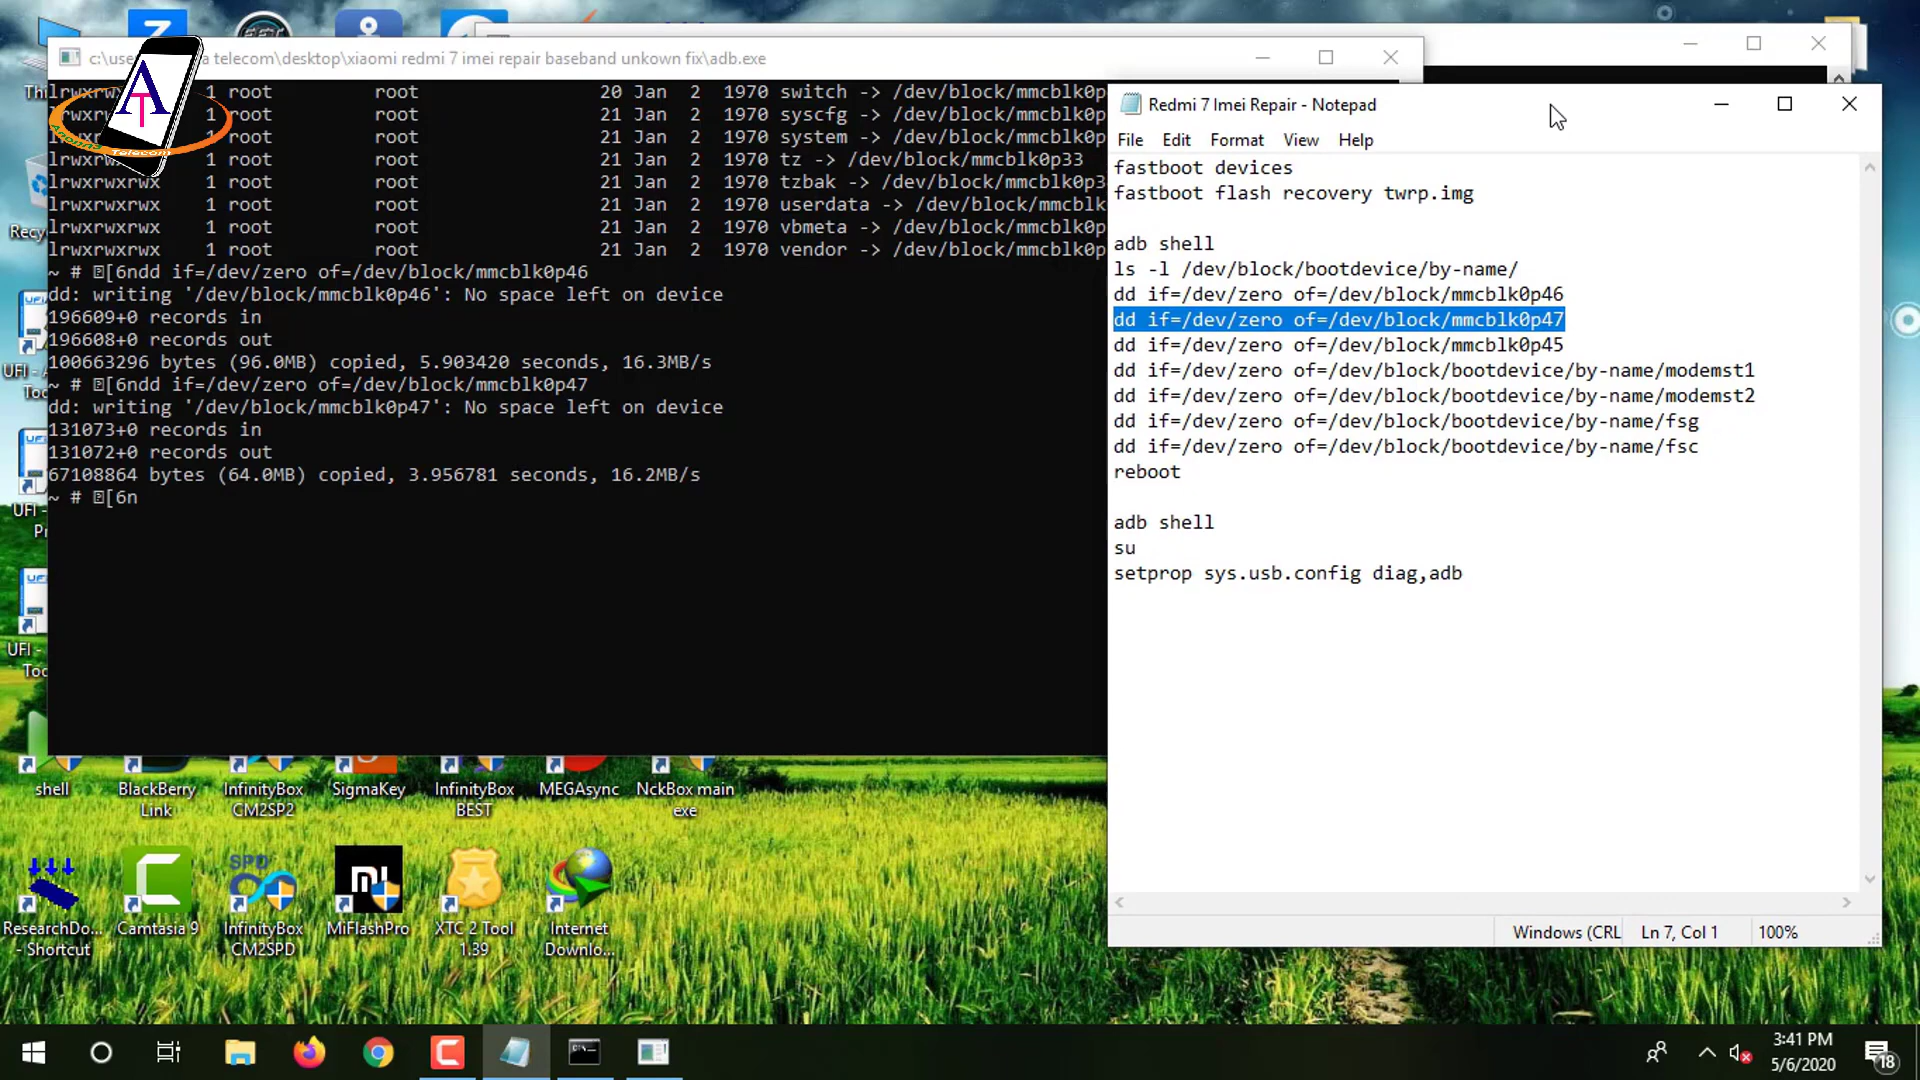 c:\use
a telecom\desktop\xiaomi redmi 7 imei repair baseband unkown fix\adb.exe
lrwxrw 1 root root 20 Jan 2 1970 switch -> /dev/block/mmcblk0p
1 root root 21 Jan 2 1970 syscfg -> /dev/block/mmcblk0p
1 root root 21 Jan 2 1970 system -> /dev/block/mmcblk0p
1 root root 21 Jan 2 1970 tz -> /dev/block/mmcblk0p33
lrwxrwxrwx 1 root root 21 Jan 2 1970 tzbak -> /dev/block/mmcblk0p3
lrwxrwxrwx 1 root root 21 Jan 2 1970 userdata -> /dev/block/mmcblk
lrwxrwxrwx 1 root root 21 Jan 2 1970 vbmeta -> /dev/block/mmcblk0p
lrwxrwxrwx 1 root root 21 Jan 2 1970 vendor -> /dev/block/mmcblk0p
~ # [6ndd if=/dev/zero of=/dev/block/mmcblk0p46
dd: writing '/dev/block/mmcblk0p46': No space left on device
196609+0 records in
196608+0 records out
100663296 bytes (96.0MB) copied, 5.903420 seconds, 16.3MB/s
~ # [6ndd if=/dev/zero of=/dev/block/mmcblk0p47
dd: writing '/dev/block/mmcblk0p47': No space left on device
131073+0 records in
131072+0 records out
67108864 bytes (64.0MB) copied, 3.956781 seconds, 16.2MB/s
~ # [6n
AT
Telecom
Redmi 7 Imei Repair - Notepad
File Edit Format View Help
fastboot devices
fastboot flash recovery twrp.img
adb shell
ls -l /dev/block/bootdevice/by-name/
dd if=/dev/zero of=/dev/block/mmcblk0p46
dd if=/dev/zero of=/dev/block/mmcblk0p47
dd if=/dev/zero of=/dev/block/mmcblk0p45
dd if=/dev/zero of=/dev/block/bootdevice/by-name/modemst1
dd if=/dev/zero of=/dev/block/bootdevice/by-name/modemst2
dd if=/dev/zero of=/dev/block/bootdevice/by-name/fsg
dd if=/dev/zero of=/dev/block/bootdevice/by-name/fsc
reboot
adb shell
su
setprop sys.usb.config diag,adb
Windows (CRL Ln 7, Col 1 100%
Thi
Recy
UFI - A
Too
UFI -
Pr
UFI -
Too
shell
BlackBerry
Link
InfinityBox
CM2SP2
SigmaKey
InfinityBox
BEST
MEGAsync
NckBox main
exe
ResearchDo...
- Shortcut
Camtasia 9
SPD
InfinityBox
CM2SPD
MiFlashPro
XTC 2 Tool
1.39
Internet
Downlo...
3:41 PM
5/6/2020
18